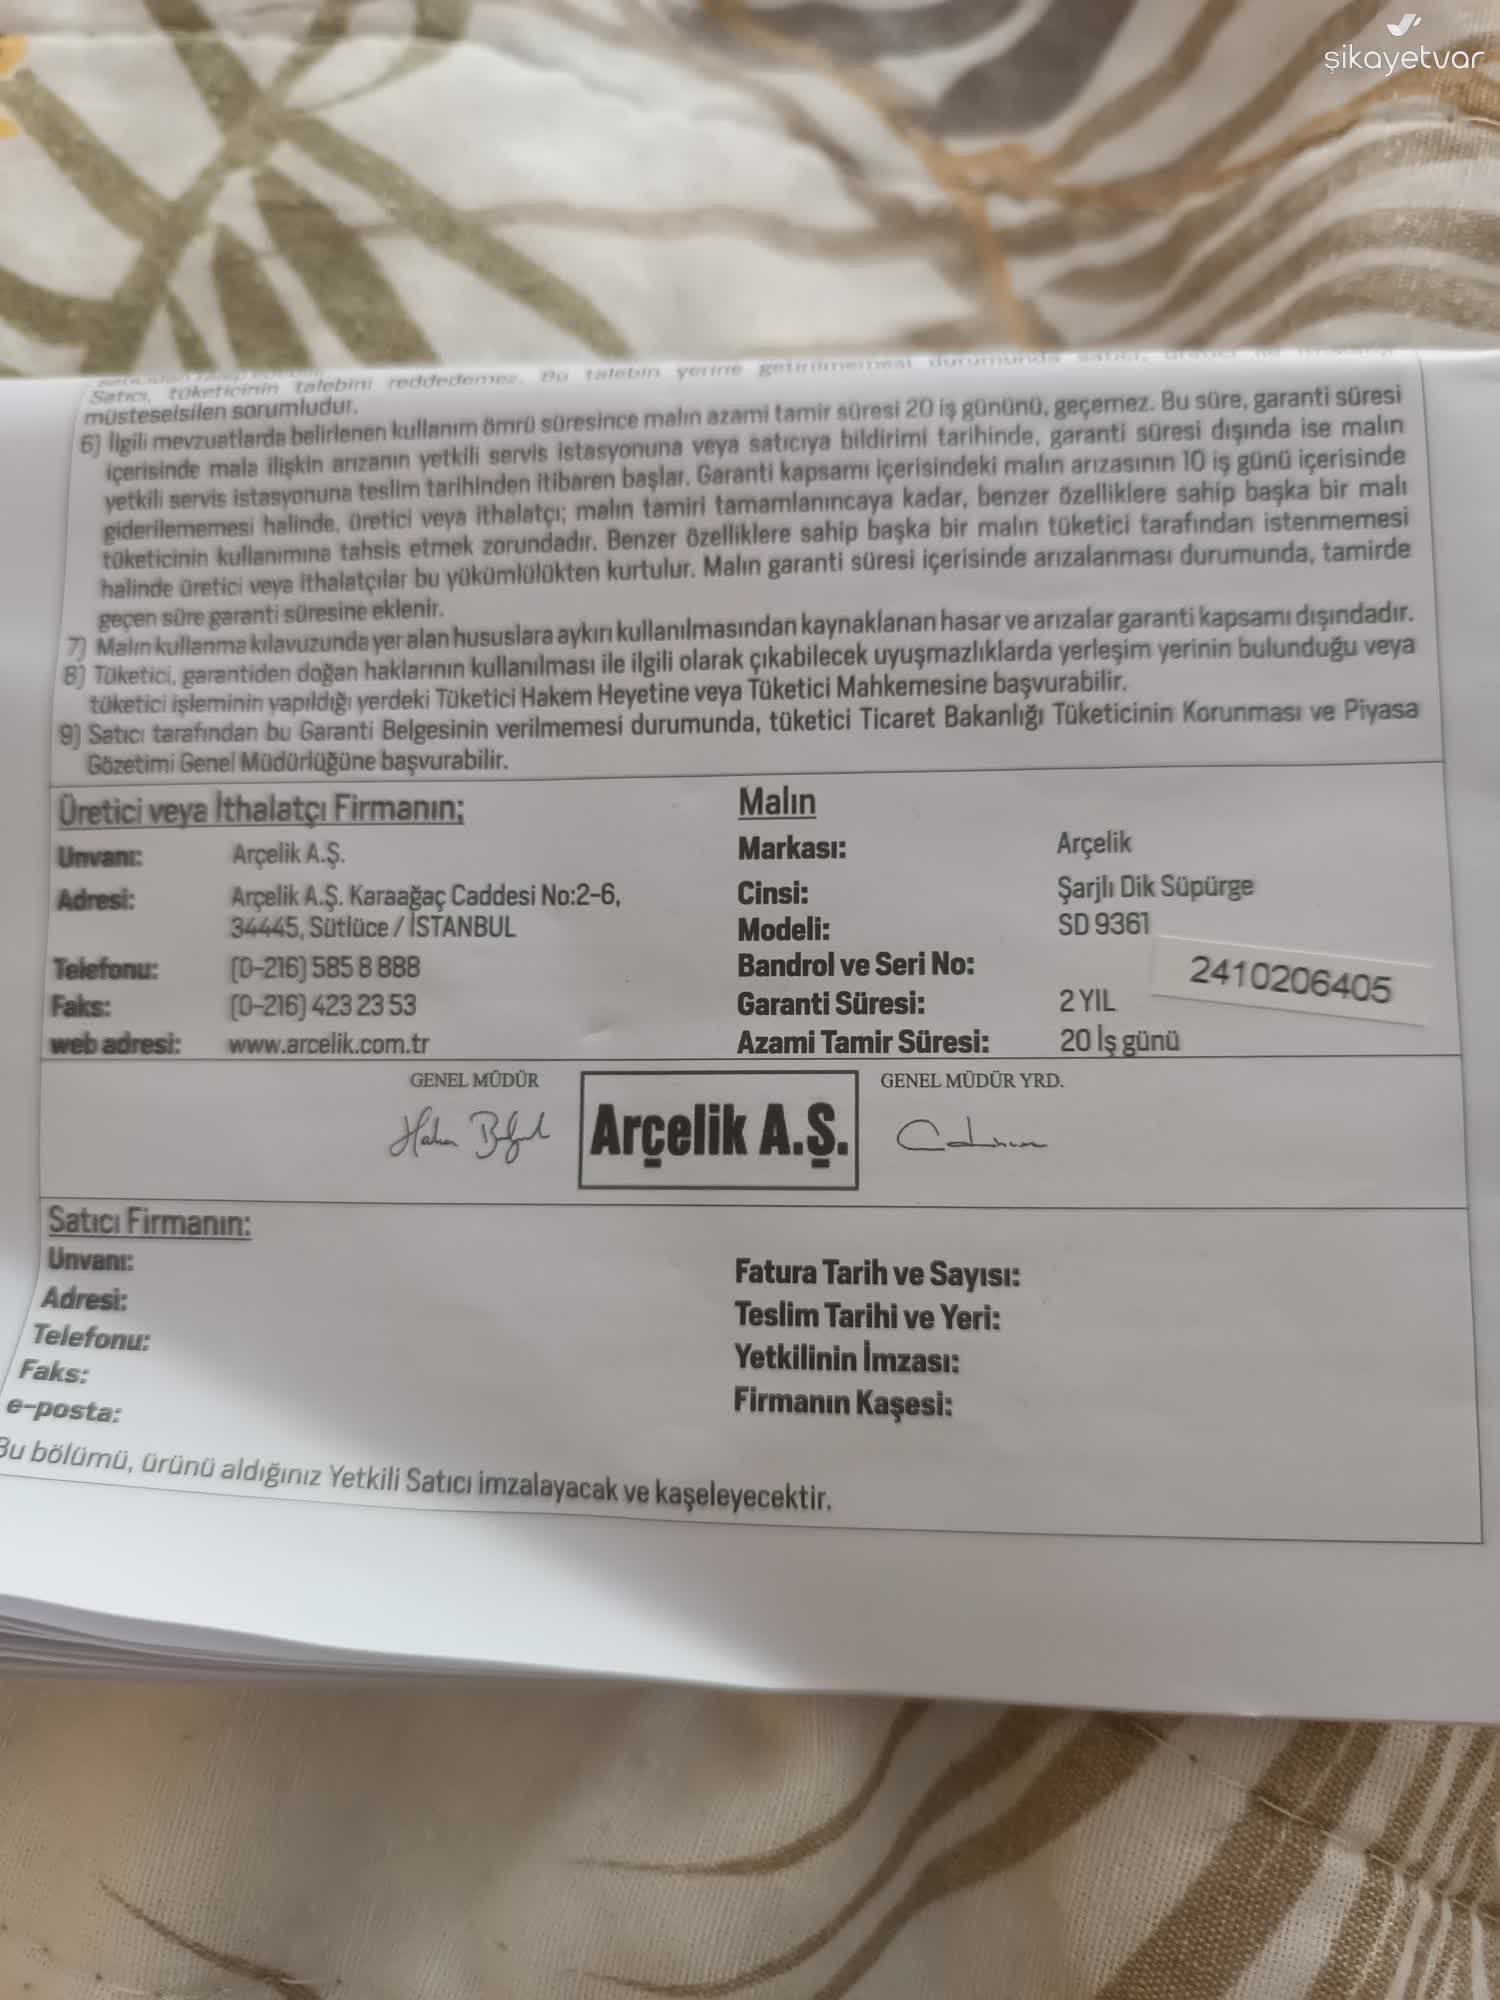 şikayetvar
Satıcı, tüketicinin talebini reddedemez. Bu talebin yerine getirilmemesi durumunda satıcı,
müsteselsilen sorumludur.
6) İlgili mevzuatlarda belirlenen kullanım ömrü süresince malın azami tamir süresi 20 iş gününü, geçemez. Bu süre, garanti süresi
içerisinde mala ilişkin arızanın yetkili servis istasyonuna veya satıcıya bildirimi tarihinde, garanti süresi dışında ise malın
yetkili servis istasyonuna teslim tarihinden itibaren başlar. Garanti kapsamı içerisindeki malın arızasının 10 iş günü içerisinde
giderilememesi halinde, üretici veya ithalatçı; malın tamiri tamamlanıncaya kadar, benzer özelliklere sahip başka bir malı
tüketicinin kullanımına tahsis etmek zorundadır. Benzer özelliklere sahip başka bir malın tüketici tarafından istenmemesi
halinde üretici veya ithalatçılar bu yükümlülükten kurtulur. Malın garanti süresi içerisinde arızalanması durumunda, tamirde
geçen süre garanti süresine eklenir.
7) Malın kullanma kılavuzunda yer alan hususlara aykırı kullanılmasından kaynaklanan hasar ve arızalar garanti kapsamı dışındadır.
8) Tüketici, garantiden doğan haklarının kullanılması ile ilgili olarak çıkabilecek uyuşmazlıklarda yerleşim yerinin bulunduğu veya
tüketici işleminin yapıldığı yerdeki Tüketici Hakem Heyetine veya Tüketici Mahkemesine başvurabilir.
9) Satıcı tarafından bu Garanti Belgesinin verilmemesi durumunda, tüketici Ticaret Bakanlığı Tüketicinin Korunması ve Piyasa
Gözetimi Genel Müdürlüğüne başvurabilir.
Üretici veya İthalatçı Firmanın;
Unvanı: Arçelik A.Ş.
Adresi: Arçelik A.Ş. Karaağaç Caddesi No:2-6,
34445, Sütlüce / İSTANBUL
Telefonu: (0-216) 585 8 888
Faks: (0-216) 423 23 53
web adresi: www.arcelik.com.tr
Malın
Markası: Arçelik
Cinsi: Şarjlı Dik Süpürge
Modeli: SD 9361
Bandrol ve Seri No: 2410206405
Garanti Süresi: 2 YIL
Azami Tamir Süresi: 20 İş günü
GENEL MÜDÜR
Arçelik A.Ş.
GENEL MÜDÜR YRD.
Satıcı Firmanın:
Unvanı:
Adresi:
Telefonu:
Faks:
e-posta:
Fatura Tarih ve Sayısı:
Teslim Tarihi ve Yeri:
Yetkilinin İmzası:
Firmanın Kaşesi:
Bu bölümü, ürünü aldığınız Yetkili Satıcı imzalayacak ve kaşeleyecektir.